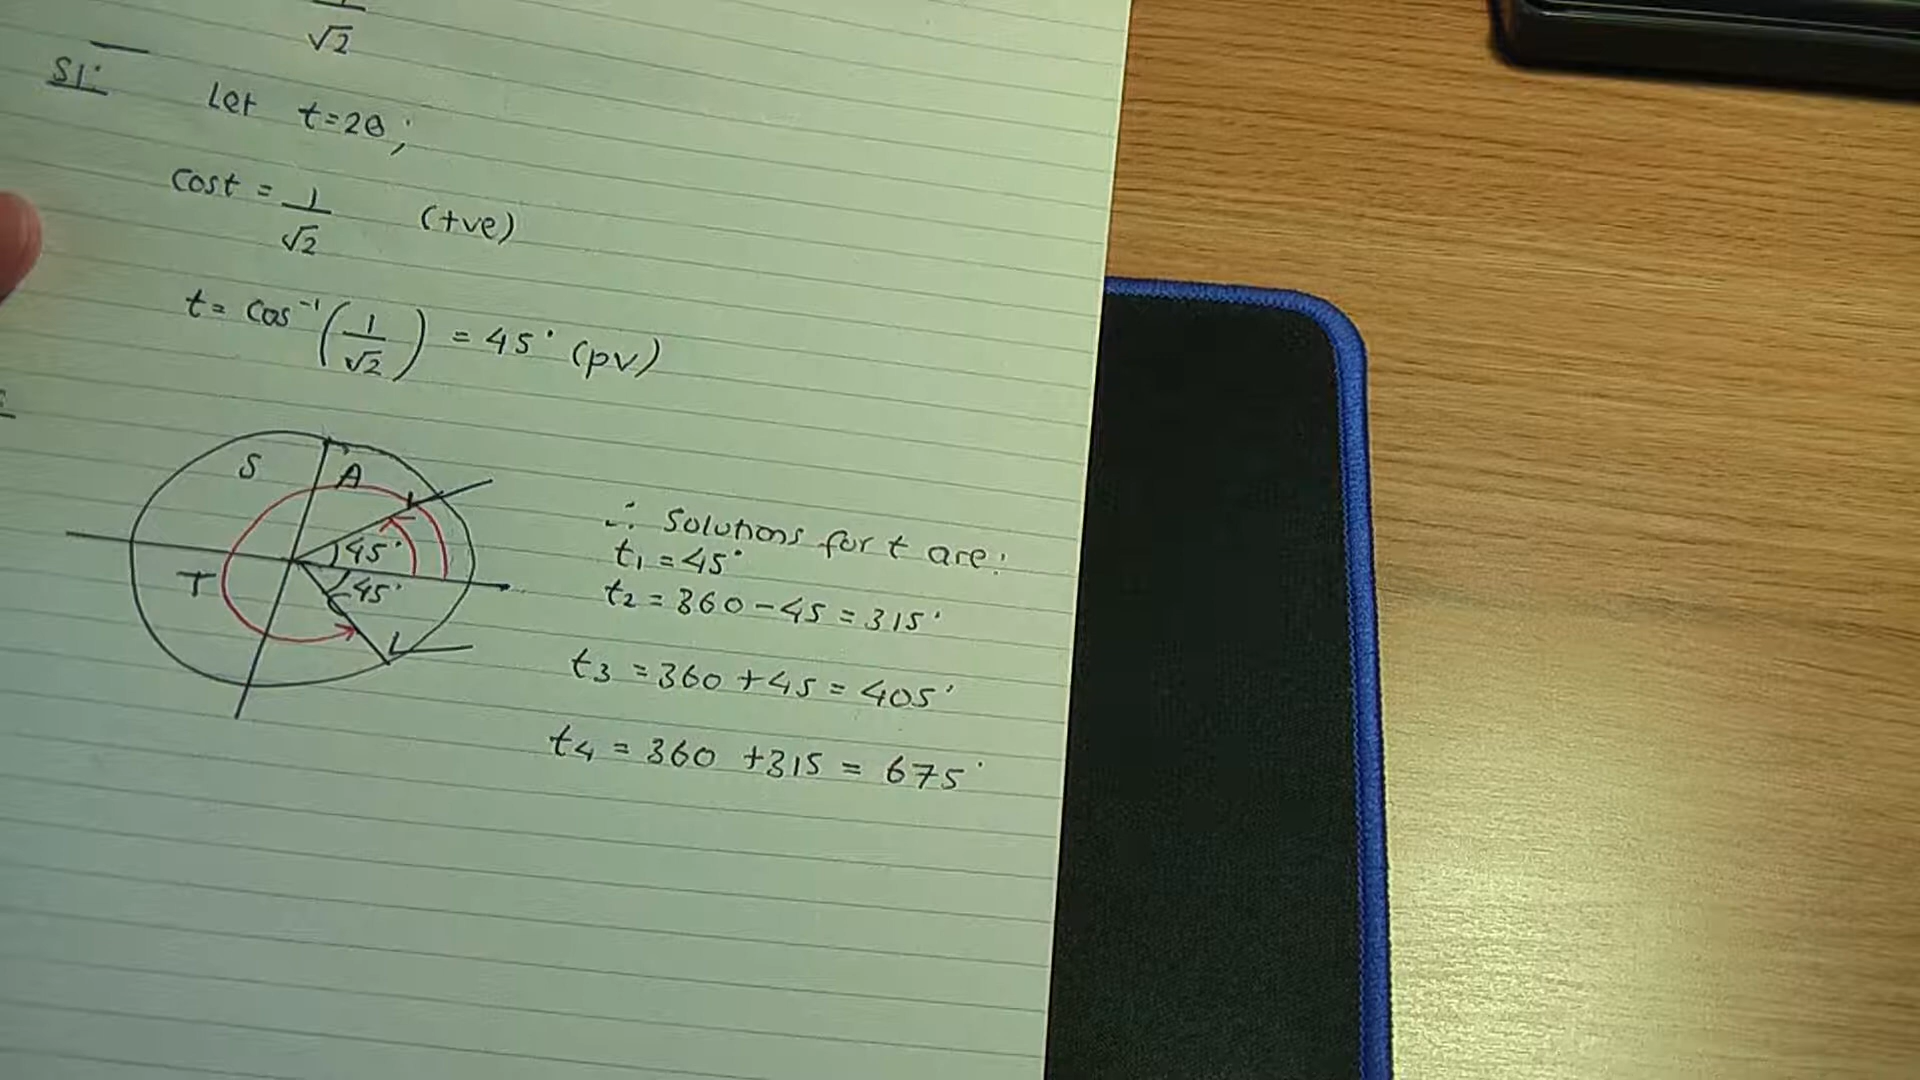 √2
S1: Let t=2θ;
Cost = 1/√2 (+ve)
t = Cos⁻¹(1/√2) = 45° (pv)
S A
45°
T 45°
∴ Solutions for t are:
t₁ = 45°
t₂ = 360 - 45 = 315°
t₃ = 360 + 45 = 405°
t₄ = 360 + 315 = 675°